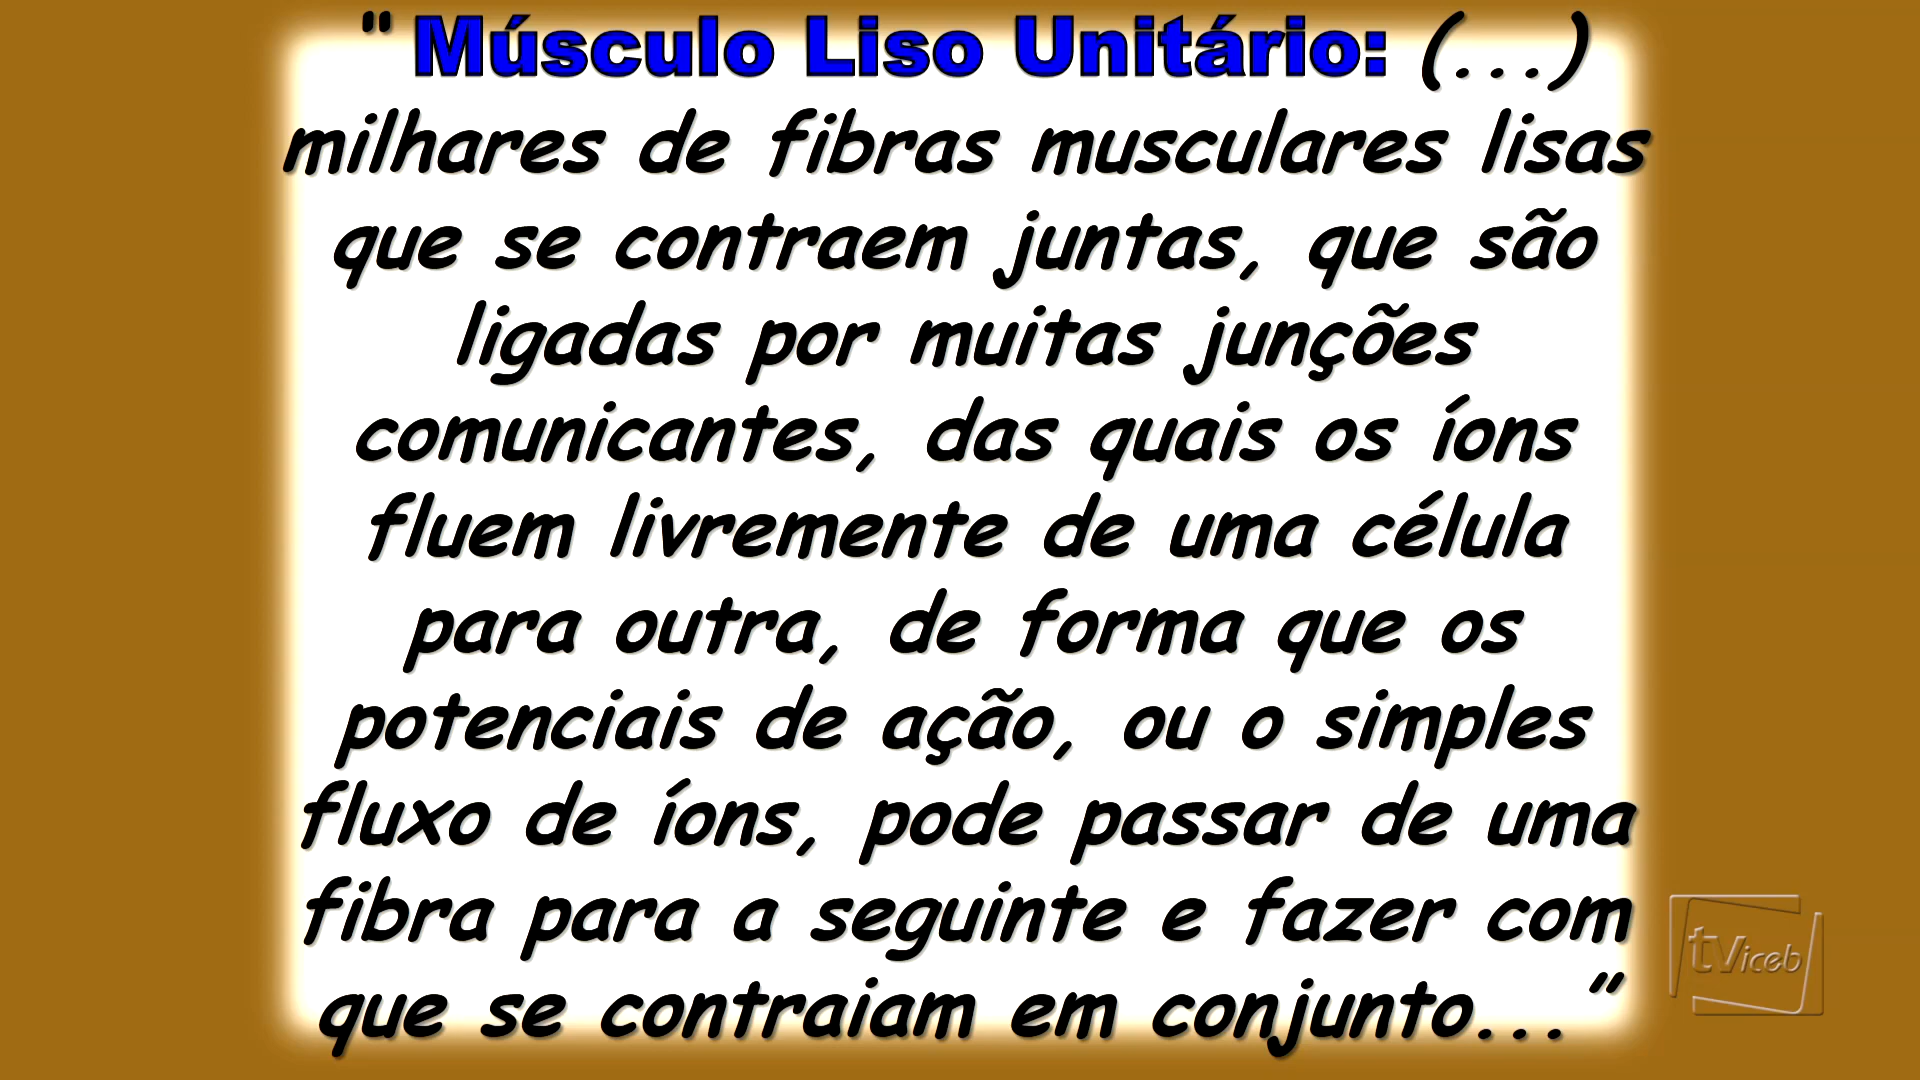 " Músculo Liso Unitário: (...)
milhares de fibras musculares lisas
que se contraem juntas, que são
ligadas por muitas junções
comunicantes, das quais os íons
fluem livremente de uma célula
para outra, de forma que os
potenciais de ação, ou o simples
fluxo de íons, pode passar de uma
fibra para a seguinte e fazer com
que se contraiam em conjunto..."
tViceb